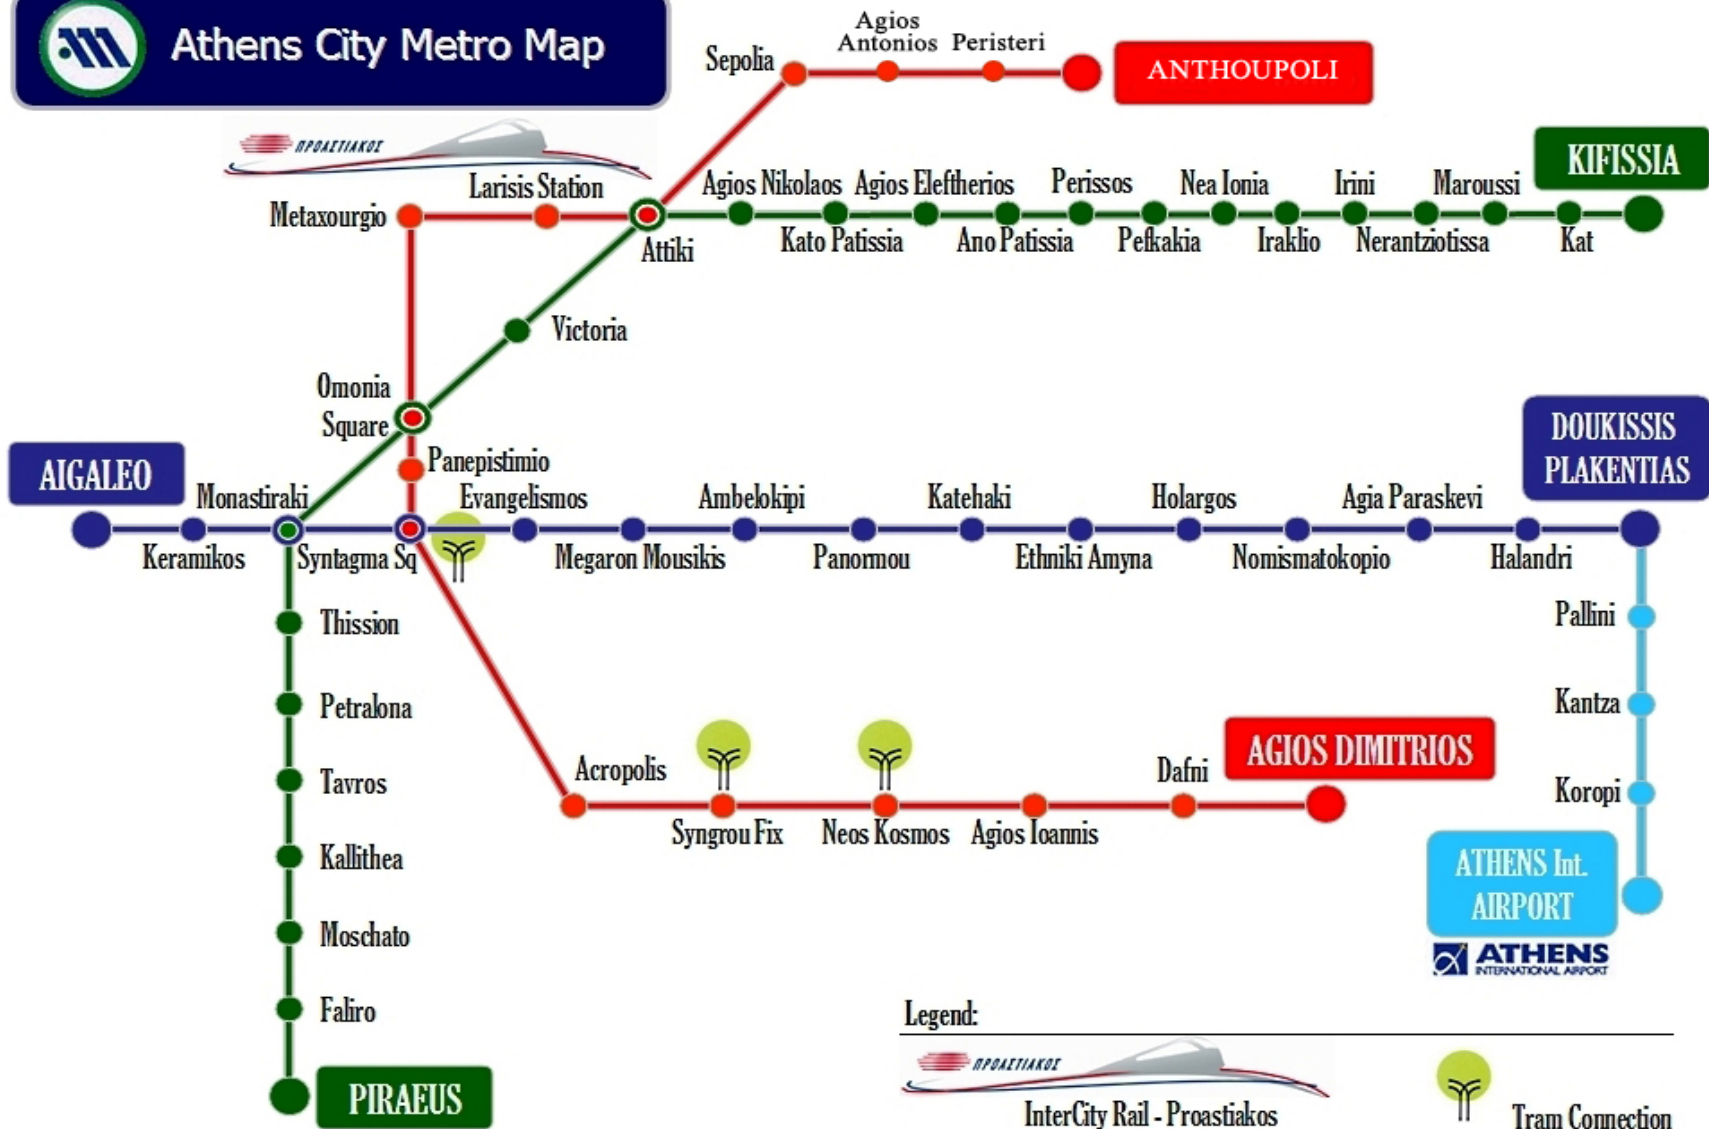 Athens City Metro Map
Agios
Antonios
Peristeri
Sepolia
ANTHOUPOLI
ΠΡΟΑΣΤΙΑΚΟΣ
KIFISSIA
Larisis Station
Agios Nikolaos
Agios Eleftherios
Perissos
Nea Ionia
Irini
Maroussi
Metaxourgio
Attiki
Kato Patissia
Ano Patissia
Pefkakia
Iraklio
Nerantziotissa
Kat
Victoria
Omonia
Square
Panepistimio
DOUKISSIS
PLAKENTIAS
AIGALEO
Monastiraki
Evangelismos
Ambelokipi
Katehaki
Holargos
Agia Paraskevi
Keramikos
Syntagma Sq
Megaron Mousikis
Panormou
Ethniki Amyna
Nomismatokopio
Halandri
Thission
Pallini
Petralona
Kantza
Acropolis
Dafni
AGIOS DIMITRIOS
Tavros
Koropi
Syngrou Fix
Neos Kosmos
Agios Ioannis
Kallithea
ATHENS Int.
AIRPORT
Moschato
ATHENS
INTERNATIONAL AIRPORT
Faliro
Legend:
ΠΡΟΑΣΤΙΑΚΟΣ
PIRAEUS
InterCity Rail - Proastiakos
Tram Connection